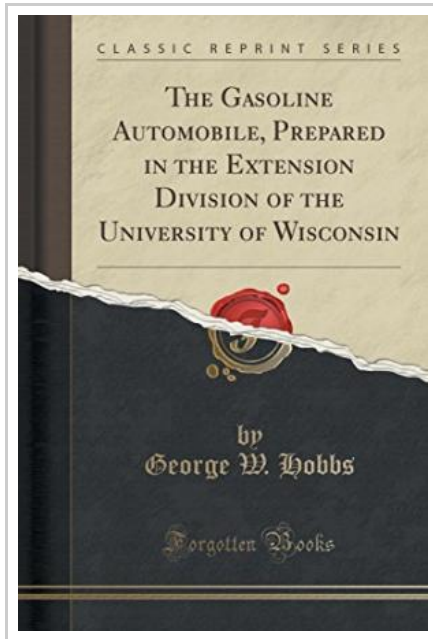 CLASSIC REPRINT SERIES
THE GASOLINE
AUTOMOBILE, PREPARED
IN THE EXTENSION
DIVISION OF THE
UNIVERSITY OF WISCONSIN
by
George W. Hobbs
Forgotten Books